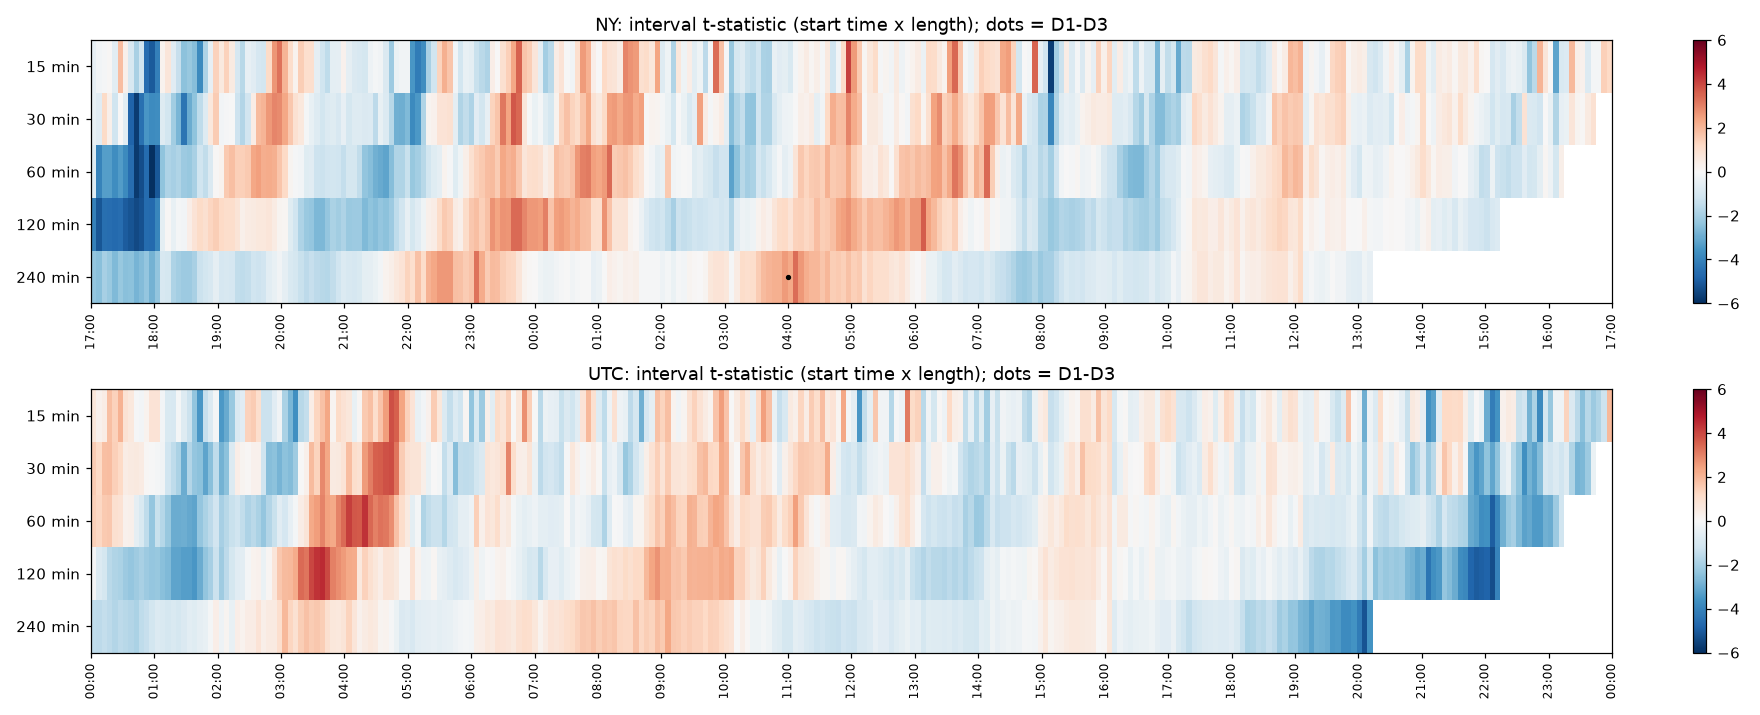 NY: interval t-statistic (start time x length); dots = D1-D3
15 min
30 min
60 min
120 min
240 min
17:00 18:00 19:00 20:00 21:00 22:00 23:00 00:00 01:00 02:00 03:00 04:00 05:00 06:00 07:00 08:00 09:00 10:00 11:00 12:00 13:00 14:00 15:00 16:00 17:00
6
4
2
0
−2
−4
−6
UTC: interval t-statistic (start time x length); dots = D1-D3
15 min
30 min
60 min
120 min
240 min
00:00 01:00 02:00 03:00 04:00 05:00 06:00 07:00 08:00 09:00 10:00 11:00 12:00 13:00 14:00 15:00 16:00 17:00 18:00 19:00 20:00 21:00 22:00 23:00 00:00
6
4
2
0
−2
−4
−6